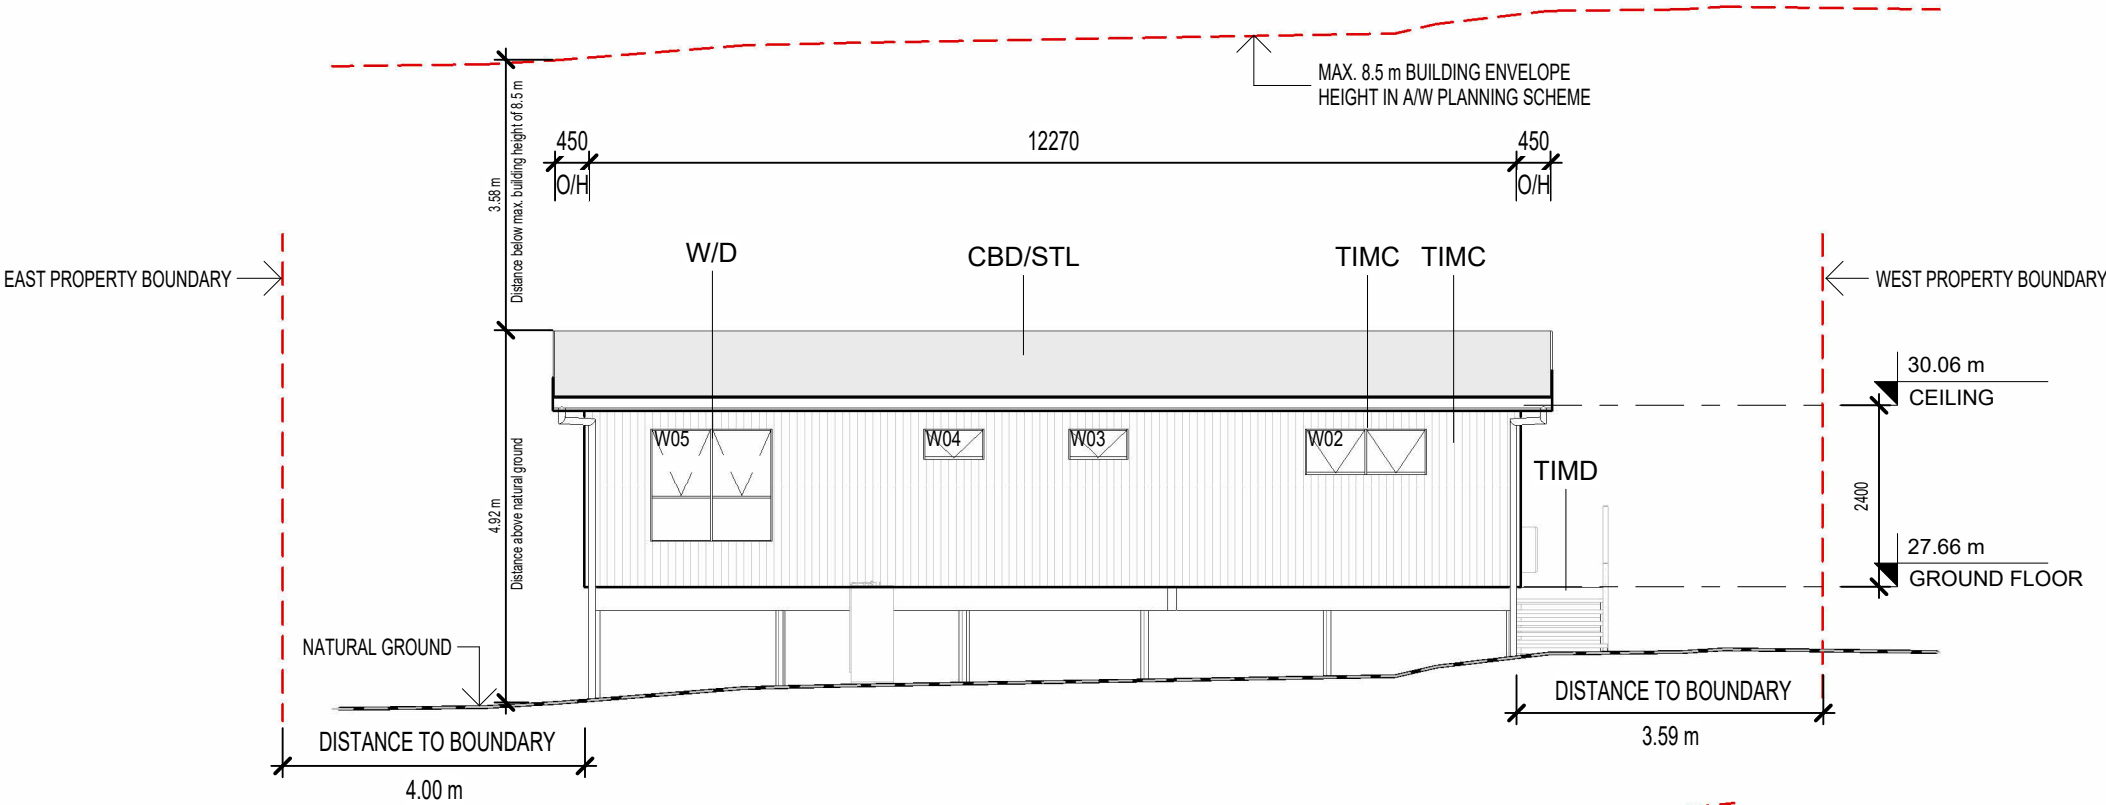 MAX. 8.5 m BUILDING ENVELOPE
HEIGHT IN A/W PLANNING SCHEME
450
12270
450
O/H
O/H
3.58 m
Distance below max. building height of 8.5 m
W/D
CBD/STL
TIMC
TIMC
EAST PROPERTY BOUNDARY
WEST PROPERTY BOUNDARY
30.06 m
CEILING
W05
W04
W03
W02
TIMD
2400
4.92 m
Distance above natural ground
27.66 m
GROUND FLOOR
NATURAL GROUND
DISTANCE TO BOUNDARY
3.59 m
DISTANCE TO BOUNDARY
4.00 m